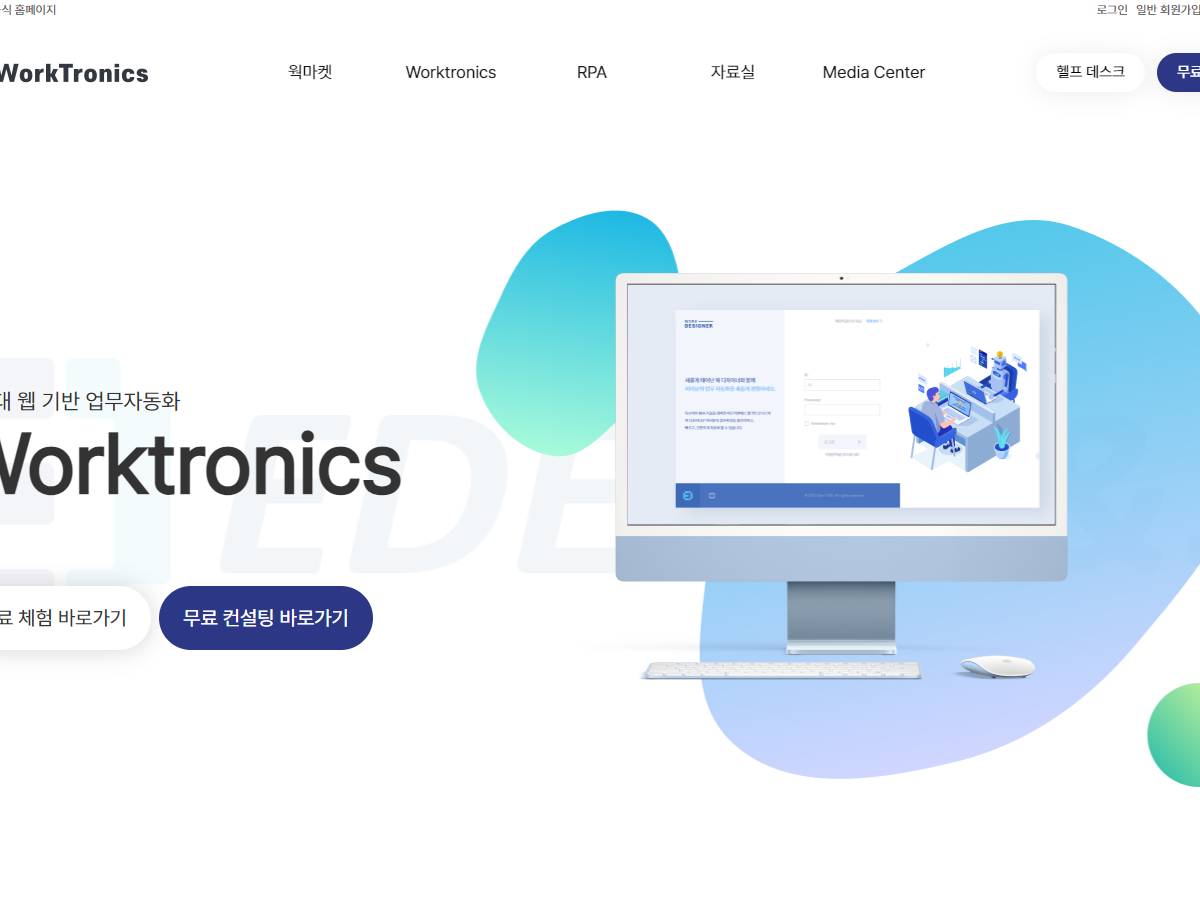 식 홈페이지
로그인 일반 회원가입
WorkTronics
웍마켓
Worktronics
RPA
자료실
Media Center
헬프 데스크
무료
대 웹 기반 업무자동화
Worktronics
EDE
료 체험 바로가기
무료 컨설팅 바로가기
DESIGNER
Password